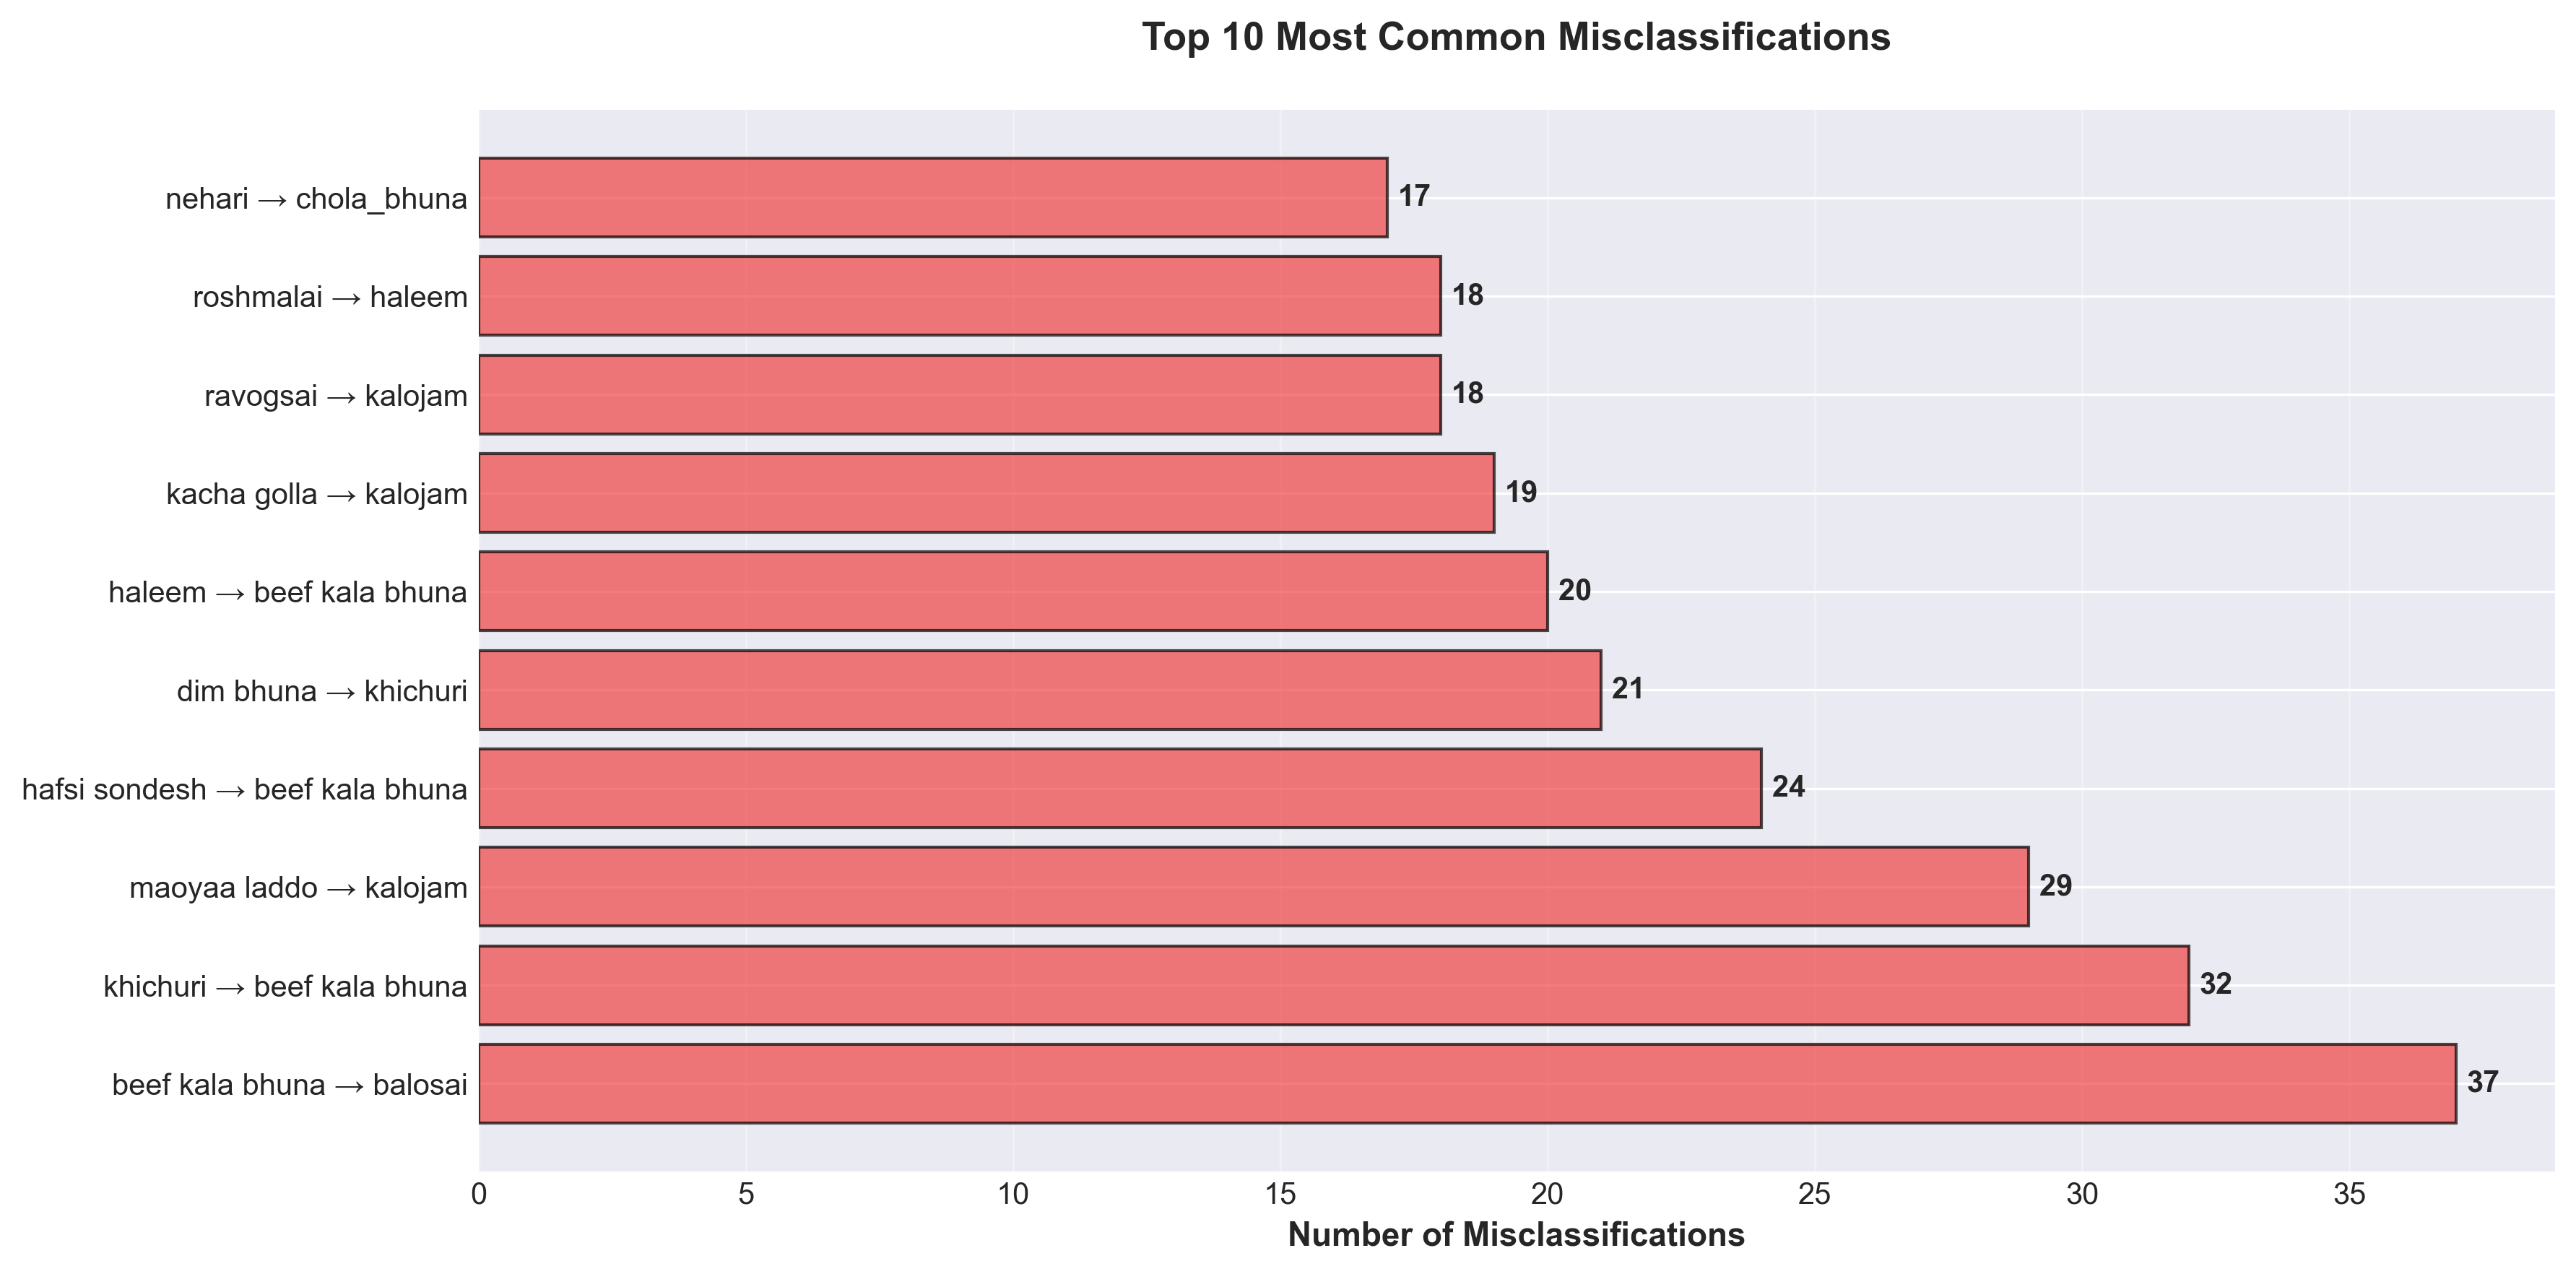 Top 10 Most Common Misclassifications
nehari → chola_bhuna 17
roshmalai → haleem 18
ravogsai → kalojam 18
kacha golla → kalojam 19
haleem → beef kala bhuna 20
dim bhuna → khichuri 21
hafsi sondesh → beef kala bhuna 24
maoyaa laddo → kalojam 29
khichuri → beef kala bhuna 32
beef kala bhuna → balosai 37
0 5 10 15 20 25 30 35
Number of Misclassifications